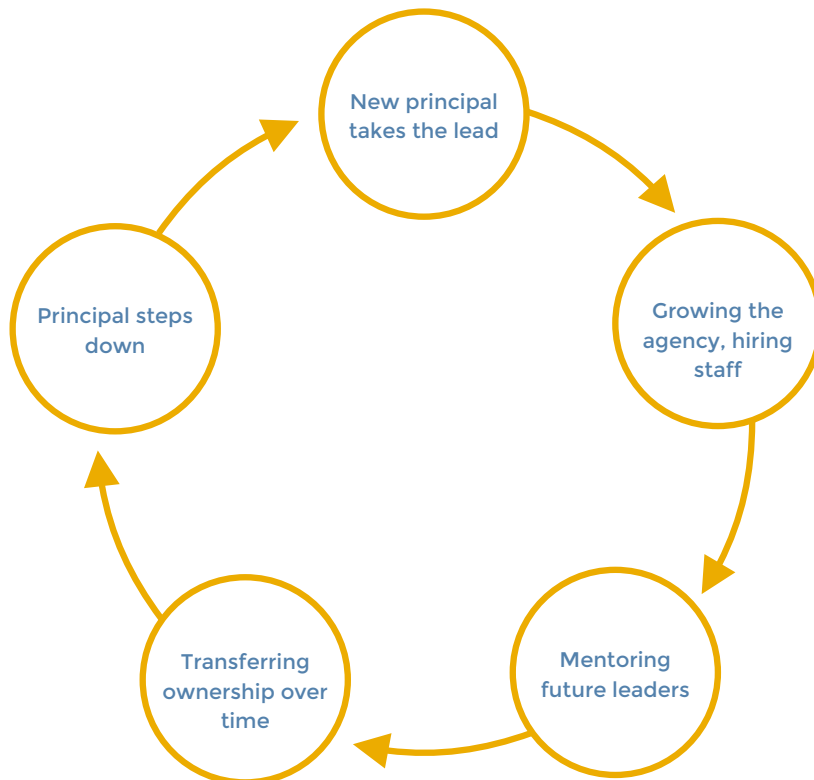 New principal
takes the lead
Growing the
agency, hiring
staff
Mentoring
future leaders
Transferring
ownership over
time
Principal steps
down